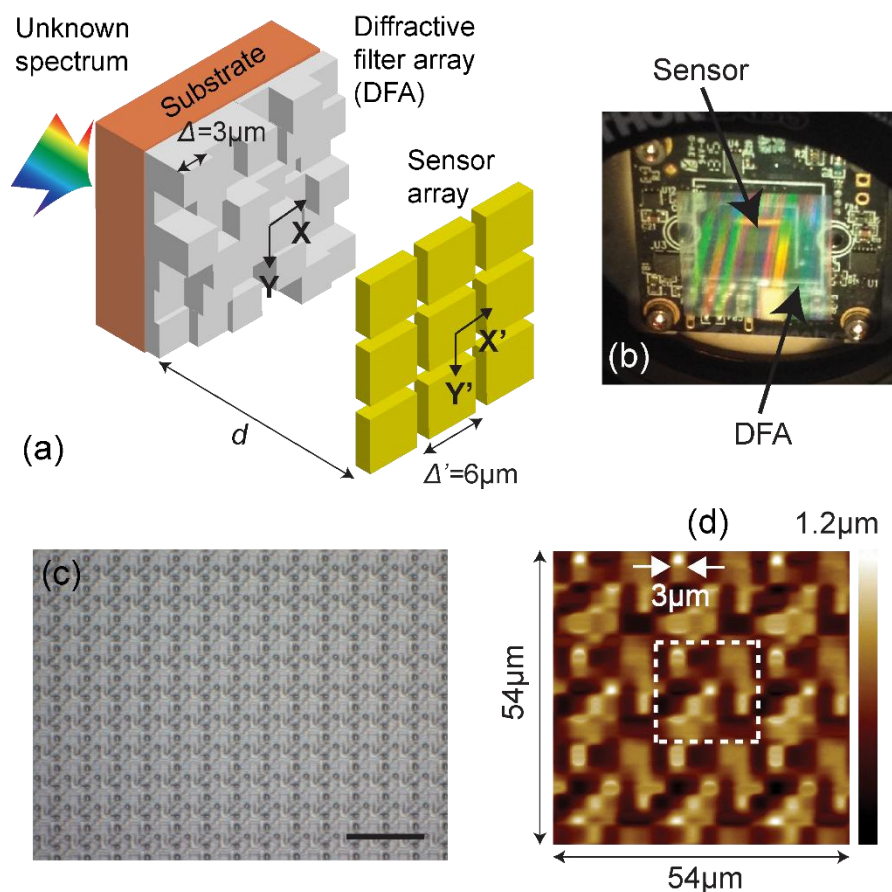 Unknown
spectrum
Substrate
Diffractive
filter array
(DFA)
Δ=3µm
X
Y
Sensor
array
X'
Y'
d
Δ'=6µm
(a)
Sensor
(b)
DFA
(c)
(d)
1.2µm
3µm
54µm
54µm